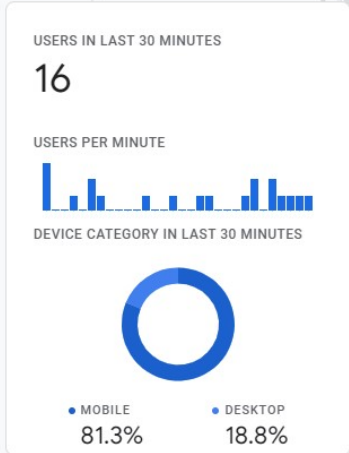 USERS IN LAST 30 MINUTES
16
USERS PER MINUTE
DEVICE CATEGORY IN LAST 30 MINUTES
MOBILE DESKTOP
81.3% 18.8%